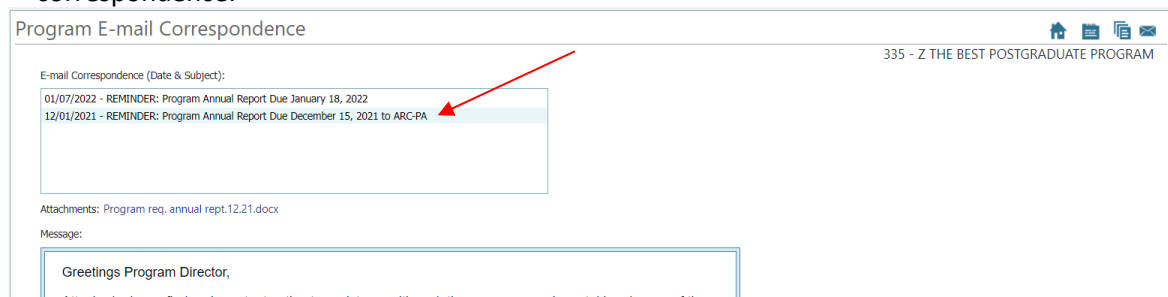 correspondence.
Program E-mail Correspondence
335 - Z THE BEST POSTGRADUATE PROGRAM
E-mail Correspondence (Date & Subject):
01/07/2022 - REMINDER: Program Annual Report Due January 18, 2022
12/01/2021 - REMINDER: Program Annual Report Due December 15, 2021 to ARC-PA
Attachments: Program req. annual rept.12.21.docx
Message:
Greetings Program Director,